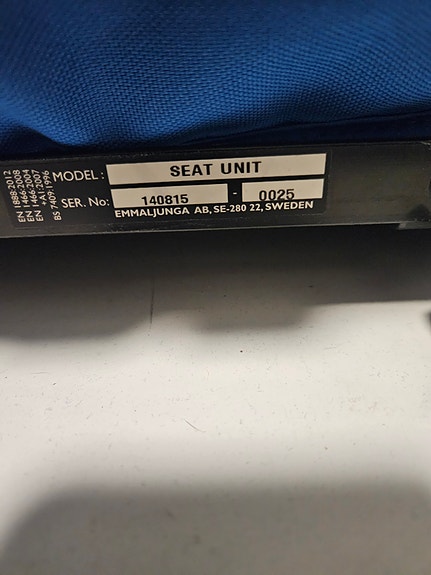 EN 1888:2012
EN 1466:2008
EN 1466:2004
EN +A1:2007
BS 7409:1996
MODEL: SEAT UNIT
SER. No: 140815 - 0025
EMMALJUNGA AB, SE-280 22, SWEDEN